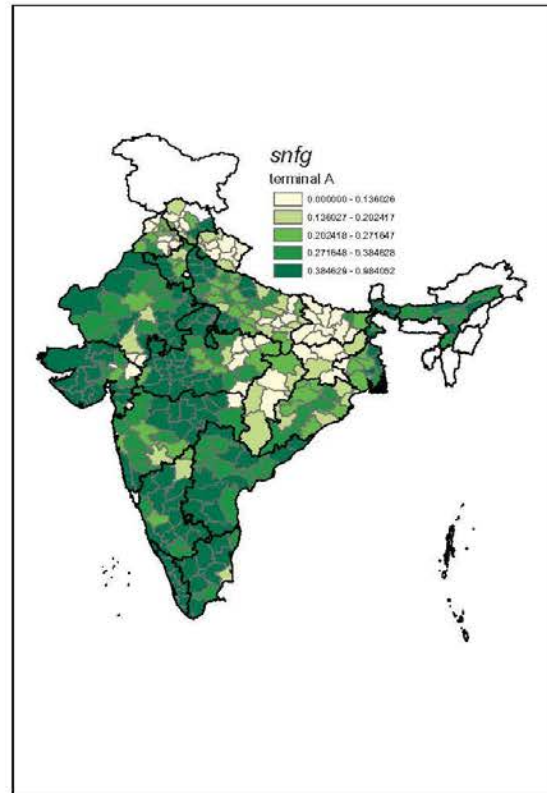 snfg
terminal A
0.000000 - 0.136026
0.136027 - 0.202417
0.202418 - 0.271647
0.271648 - 0.384628
0.384629 - 0.984052